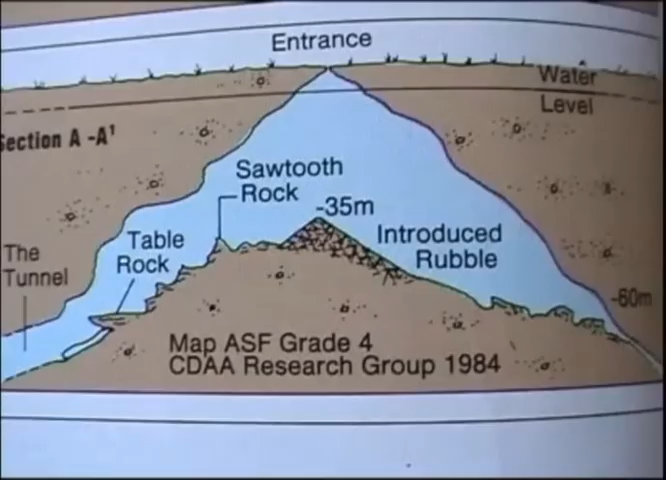 Entrance
Water
Level
Section A -A¹
Sawtooth
Rock
-35m
Table
Rock
Introduced
Rubble
The
Tunnel
-60m
Map ASF Grade 4
CDAA Research Group 1984